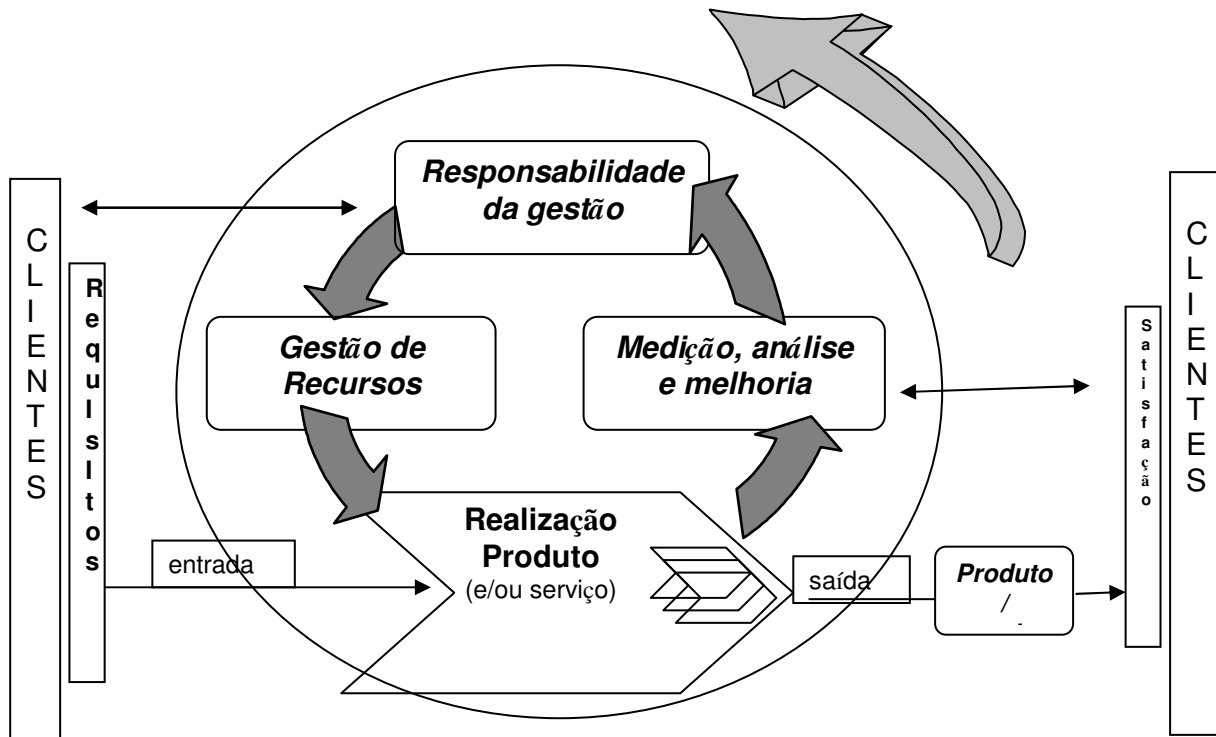 Responsabilidade
da gestão
CLIENTES
RequIsItos
Gestão de
Recursos
Medição, análise
e melhoria
Realização
Produto
(e/ou serviço)
entrada
saída
Produto
/
Satisfação
CLIENTES